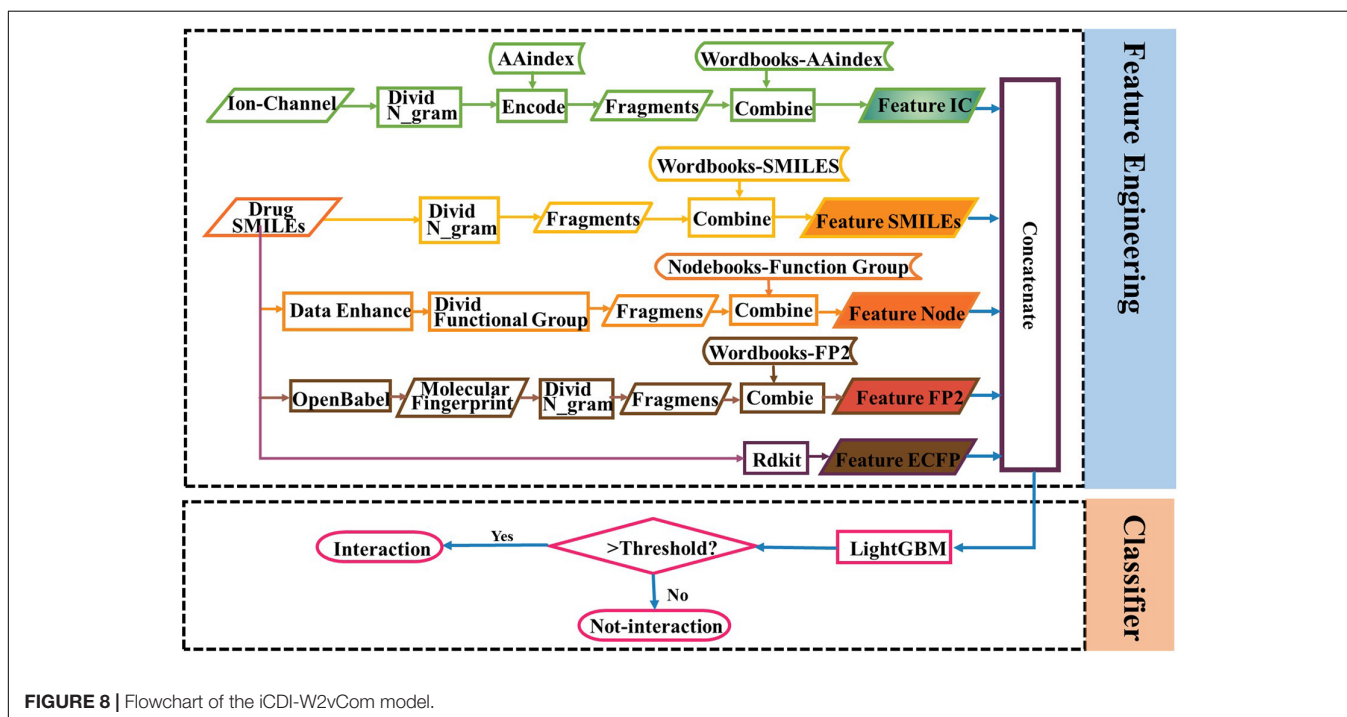 AAindex
Wordbooks-AAindex
Ion-Channel
Divid
N_gram
Encode
Fragments
Combine
Feature IC
Wordbooks-SMILES
Drug
SMILEs
Divid
N_gram
Fragments
Combine
Feature SMILEs
Nodebooks-Function Group
Data Enhance
Divid
Functional Group
Fragmens
Combine
Feature Node
Wordbooks-FP2
OpenBabel
Molecular
Fingerprint
Divid
N_gram
Fragmens
Combie
Feature FP2
Rdkit
Feature ECFP
Concatenate
Feature Engineering
Interaction
Yes
>Threshold?
LightGBM
No
Not-interaction
Classifier
FIGURE 8 | Flowchart of the iCDI-W2vCom model.